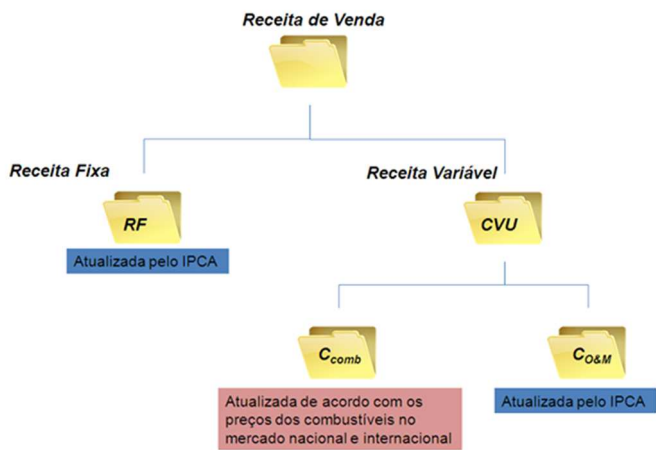 Receita de Venda
Receita Fixa
Receita Variável
RF
CVU
Atualizada pelo IPCA
Ccomb
CO&M
Atualizada de acordo com os
preços dos combustíveis no
mercado nacional e internacional
Atualizada pelo IPCA